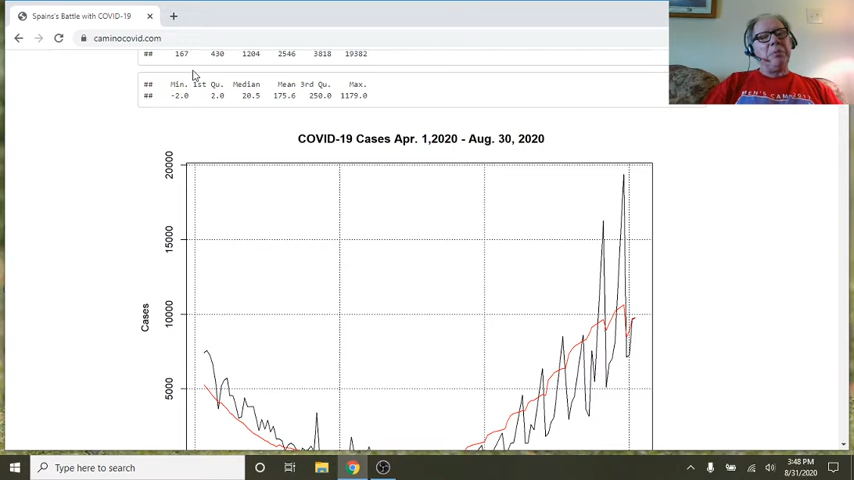 Spains's Battle with COVID-19
caminocovid.com
## 167 430 1204 2546 3818 19382
## Min. 1st Qu. Median Mean 3rd Qu. Max.
## -2.0 2.0 20.5 175.6 250.0 1179.0
COVID-19 Cases Apr. 1,2020 - Aug. 30, 2020
20000
15000
10000
5000
Cases
Type here to search
3:48 PM
8/31/2020